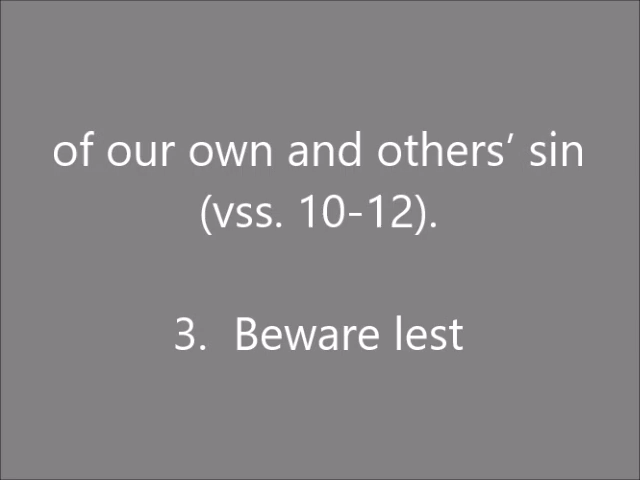 of our own and others’ sin
(vss. 10-12).
3.  Beware lest